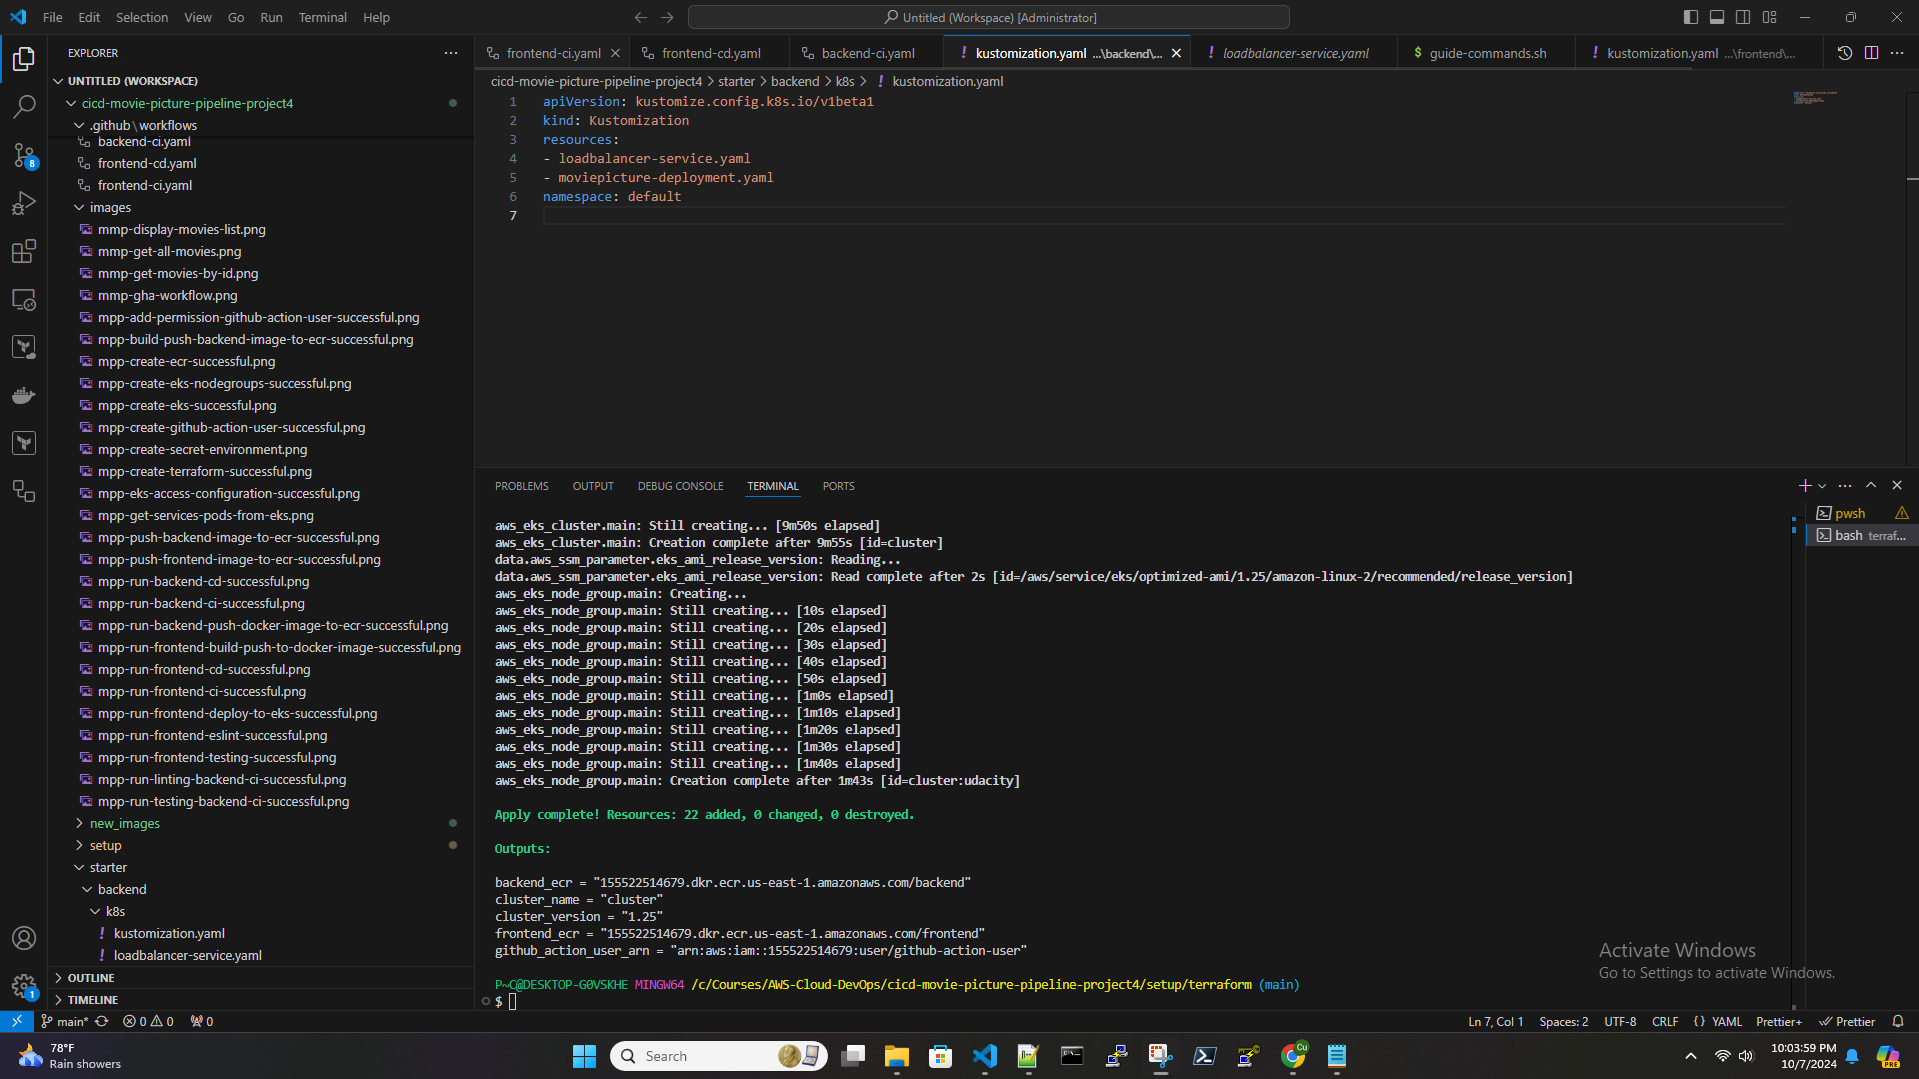 File Edit Selection View Go Run Terminal Help
Untitled (Workspace) [Administrator]
EXPLORER
UNTITLED (WORKSPACE)
cicd-movie-picture-pipeline-project4
.github\workflows
backend-ci.yaml
frontend-cd.yaml
frontend-ci.yaml
images
mmp-display-movies-list.png
mmp-get-all-movies.png
mmp-get-movies-by-id.png
mmp-gha-workflow.png
mpp-add-permission-github-action-user-successful.png
mpp-build-push-backend-image-to-ecr-successful.png
mpp-create-ecr-successful.png
mpp-create-eks-nodegroups-successful.png
mpp-create-eks-successful.png
mpp-create-github-action-user-successful.png
mpp-create-secret-environment.png
mpp-create-terraform-successful.png
mpp-eks-access-configuration-successful.png
mpp-get-services-pods-from-eks.png
mpp-push-backend-image-to-ecr-successful.png
mpp-push-frontend-image-to-ecr-successful.png
mpp-run-backend-cd-successful.png
mpp-run-backend-ci-successful.png
mpp-run-backend-push-docker-image-to-ecr-successful.png
mpp-run-frontend-build-push-to-docker-image-successful.png
mpp-run-frontend-cd-successful.png
mpp-run-frontend-ci-successful.png
mpp-run-frontend-deploy-to-eks-successful.png
mpp-run-frontend-eslint-successful.png
mpp-run-frontend-testing-successful.png
mpp-run-linting-backend-ci-successful.png
mpp-run-testing-backend-ci-successful.png
new_images
setup
starter
backend
k8s
! kustomization.yaml
! loadbalancer-service.yaml
OUTLINE
TIMELINE
8
1
frontend-ci.yaml frontend-cd.yaml backend-ci.yaml ! kustomization.yaml ...\backend\... ! loadbalancer-service.yaml $ guide-commands.sh ! kustomization.yaml ...\frontend\...
cicd-movie-picture-pipeline-project4 > starter > backend > k8s > ! kustomization.yaml
1 apiVersion: kustomize.config.k8s.io/v1beta1
2 kind: Kustomization
3 resources:
4 - loadbalancer-service.yaml
5 - moviepicture-deployment.yaml
6 namespace: default
7
PROBLEMS OUTPUT DEBUG CONSOLE TERMINAL PORTS
pwsh
bash terraf...
aws_eks_cluster.main: Still creating... [9m50s elapsed]
aws_eks_cluster.main: Creation complete after 9m55s [id=cluster]
data.aws_ssm_parameter.eks_ami_release_version: Reading...
data.aws_ssm_parameter.eks_ami_release_version: Read complete after 2s [id=/aws/service/eks/optimized-ami/1.25/amazon-linux-2/recommended/release_version]
aws_eks_node_group.main: Creating...
aws_eks_node_group.main: Still creating... [10s elapsed]
aws_eks_node_group.main: Still creating... [20s elapsed]
aws_eks_node_group.main: Still creating... [30s elapsed]
aws_eks_node_group.main: Still creating... [40s elapsed]
aws_eks_node_group.main: Still creating... [50s elapsed]
aws_eks_node_group.main: Still creating... [1m0s elapsed]
aws_eks_node_group.main: Still creating... [1m10s elapsed]
aws_eks_node_group.main: Still creating... [1m20s elapsed]
aws_eks_node_group.main: Still creating... [1m30s elapsed]
aws_eks_node_group.main: Still creating... [1m40s elapsed]
aws_eks_node_group.main: Creation complete after 1m43s [id=cluster:udacity]
Apply complete! Resources: 22 added, 0 changed, 0 destroyed.
Outputs:
backend_ecr = "155522514679.dkr.ecr.us-east-1.amazonaws.com/backend"
cluster_name = "cluster"
cluster_version = "1.25"
frontend_ecr = "155522514679.dkr.ecr.us-east-1.amazonaws.com/frontend"
github_action_user_arn = "arn:aws:iam::155522514679:user/github-action-user"
P~C@DESKTOP-G0VSKHE MINGW64 /c/Courses/AWS-Cloud-DevOps/cicd-movie-picture-pipeline-project4/setup/terraform (main)
$
Activate Windows
Go to Settings to activate Windows.
main* 0 0 0 Ln 7, Col 1 Spaces: 2 UTF-8 CRLF {} YAML Prettier+ Prettier
78°F
Rain showers
Search
Cu
10:03:59 PM
10/7/2024
PRE